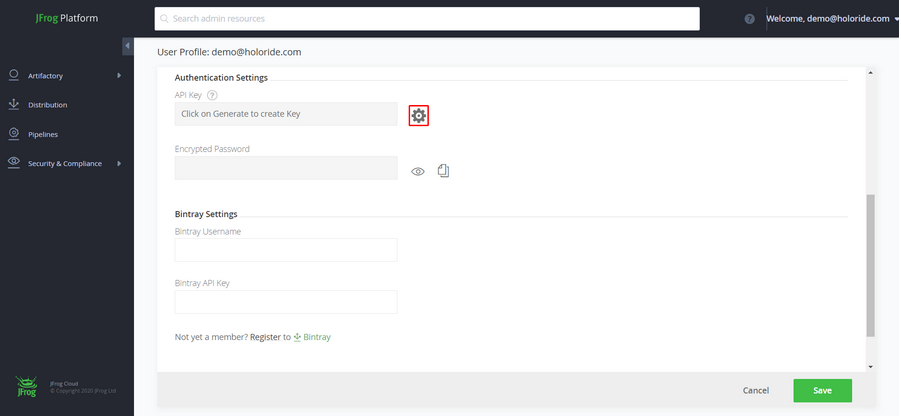 JFrog Platform
Search admin resources
Welcome, demo@holoride.com
User Profile: demo@holoride.com
Artifactory
Distribution
Pipelines
Security & Compliance
Authentication Settings
API Key ?
Click on Generate to create Key
Encrypted Password
Bintray Settings
Bintray Username
Bintray API Key
Not yet a member? Register to Bintray
Cancel
Save
JFrog
JFrog Cloud
© Copyright 2020 JFrog Ltd